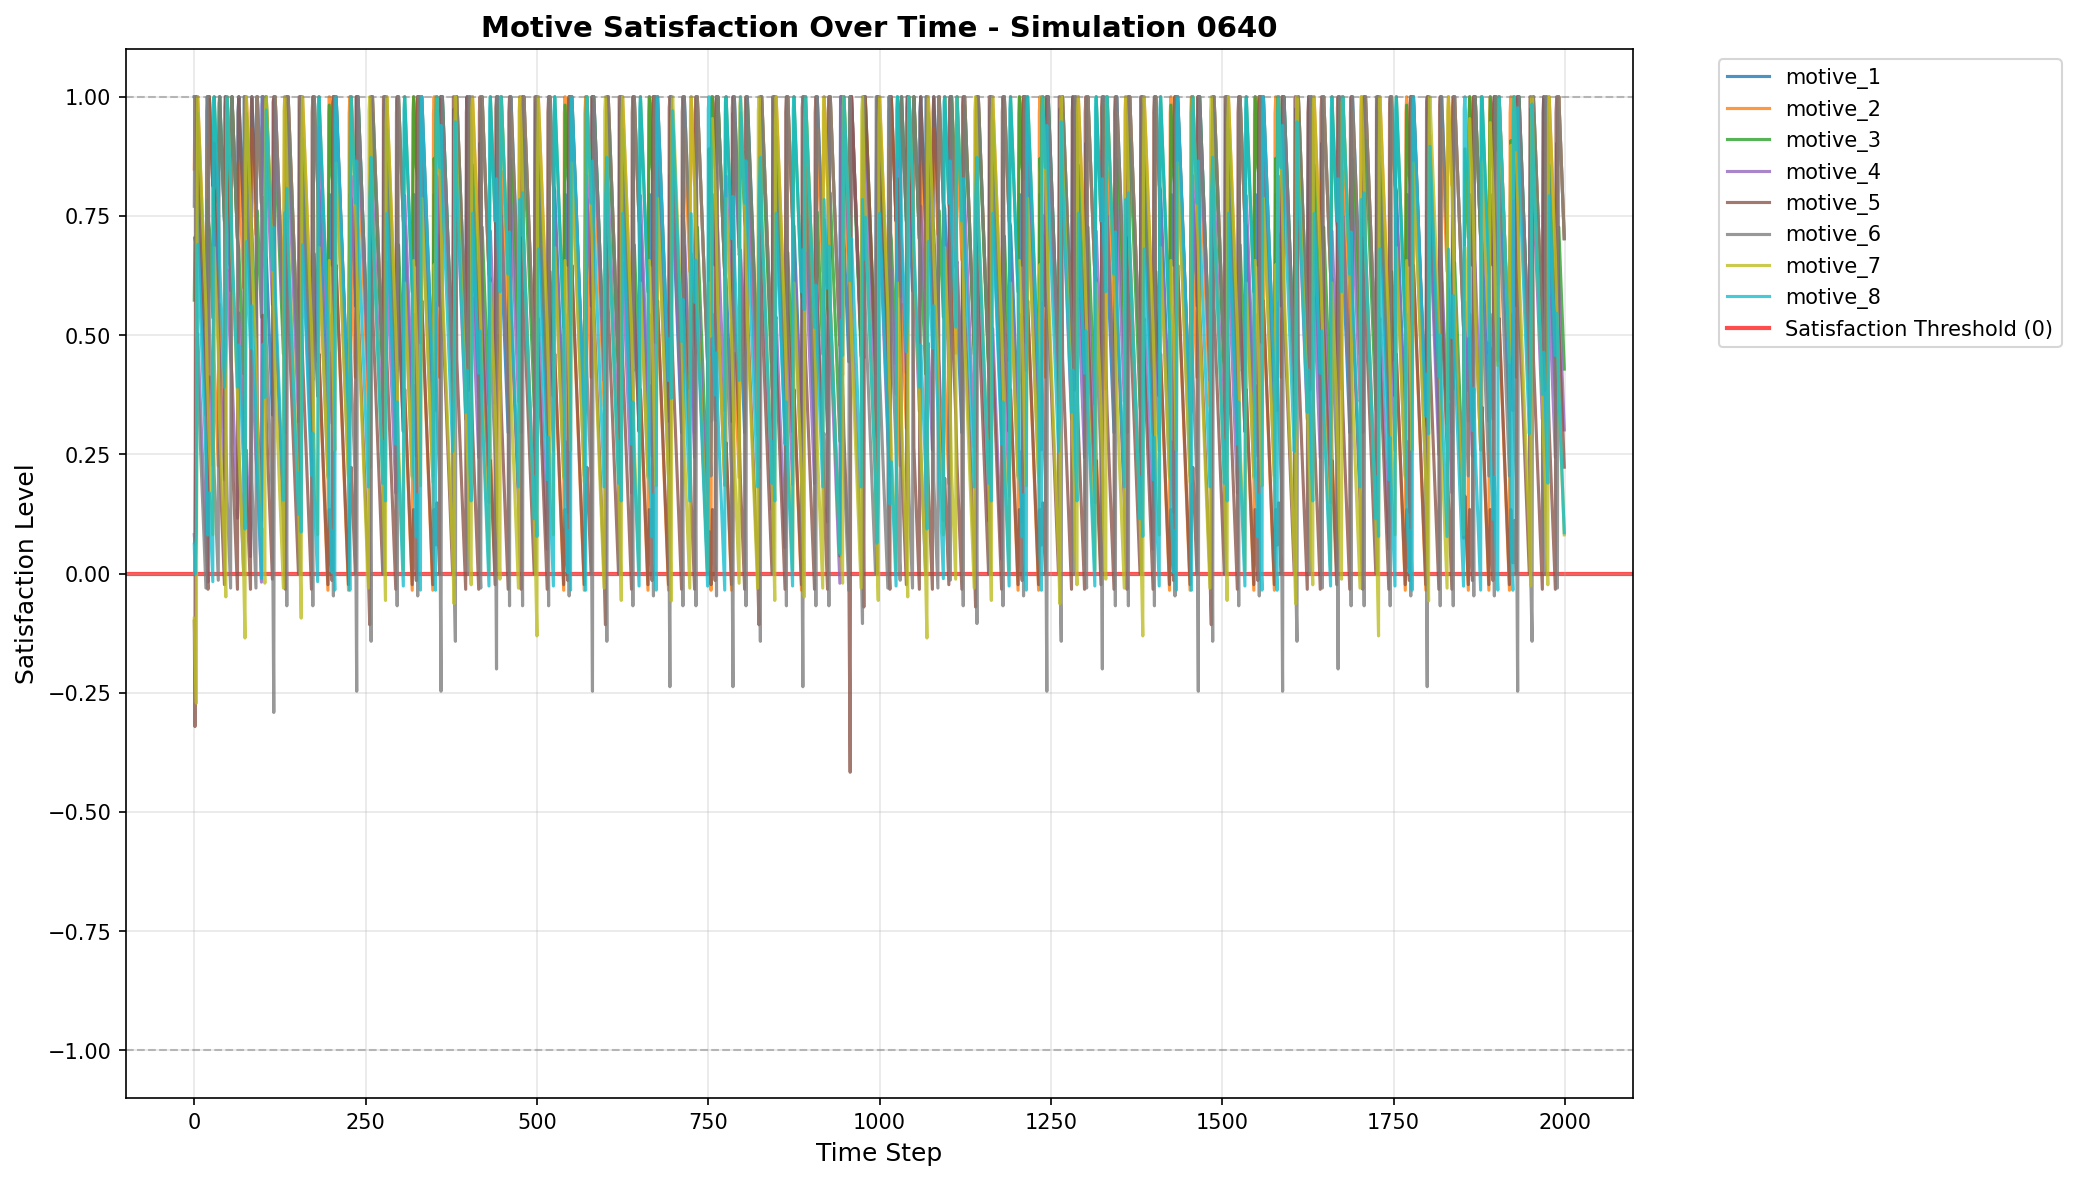 Motive Satisfaction Over Time - Simulation 0640
motive_1
motive_2
motive_3
motive_4
motive_5
motive_6
motive_7
motive_8
Satisfaction Threshold (0)
Satisfaction Level
1.00
0.75
0.50
0.25
0.00
−0.25
−0.50
−0.75
−1.00
0 250 500 750 1000 1250 1500 1750 2000
Time Step